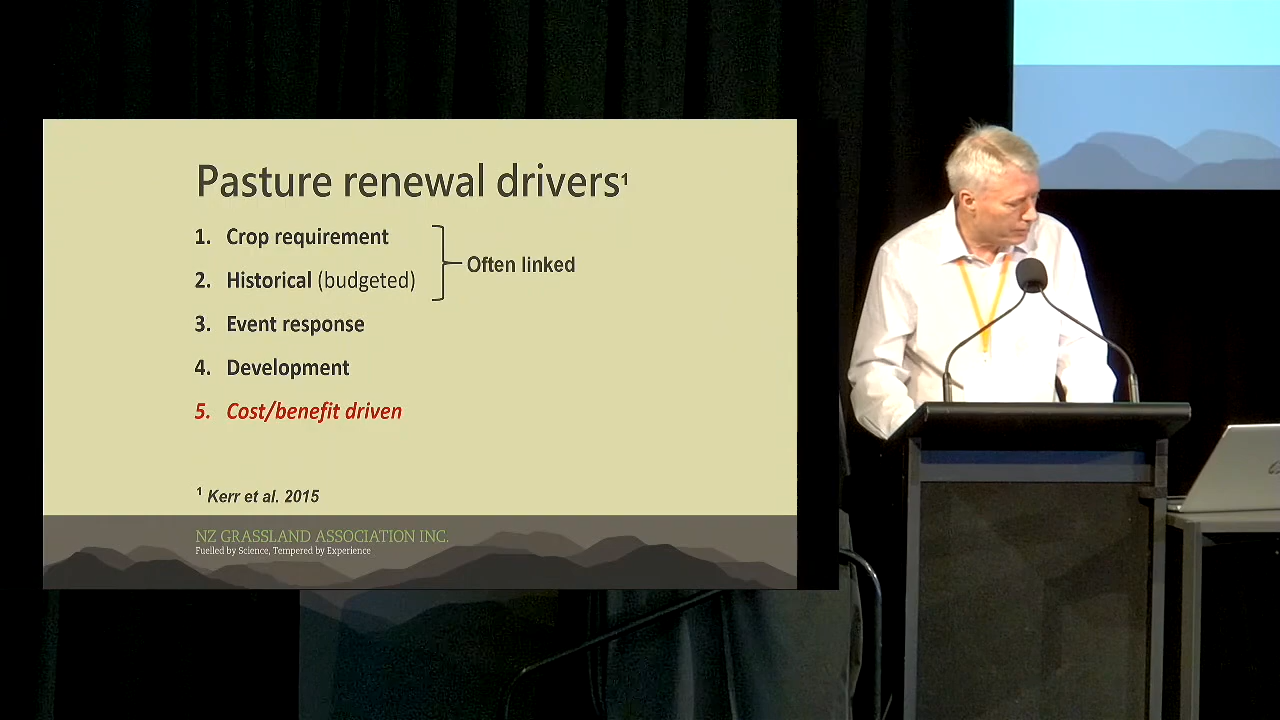 Pasture renewal drivers¹
1. Crop requirement
2. Historical (budgeted)
Often linked
3. Event response
4. Development
5. Cost/benefit driven
¹ Kerr et al. 2015
NZ GRASSLAND ASSOCIATION INC.
Fuelled by Science, Tempered by Experience